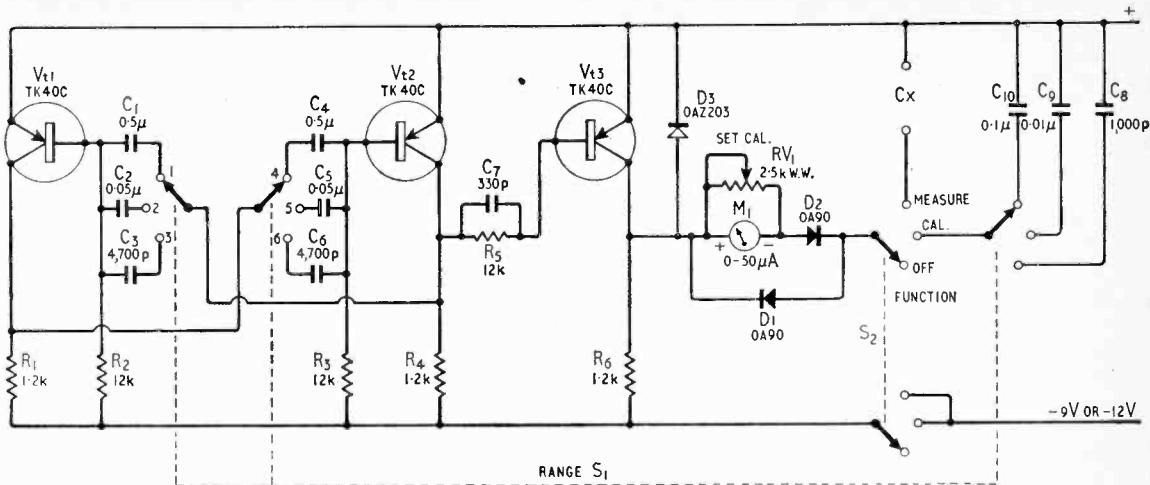 +
Vt1
TK40C
C1
0·5μ
1
C2
0·05μ
2
C3
4,700p
3
C4
0·5μ
4
C5
0·05μ
5
C6
4,700p
6
Vt2
TK40C
C7
330p
R5
12k
Vt3
TK40C
D3
OAZ203
SET CAL.
RV1
2·5k W.W.
M1
+ −
0-50μA
D2
OA90
D1
OA90
Cx
C10
0·1μ
C9
0·01μ
C8
1,000p
MEASURE
CAL.
OFF
FUNCTION
S2
R1
1·2k
R2
12k
R3
12k
R4
1·2k
R6
1·2k
-9V OR -12V
RANGE S1